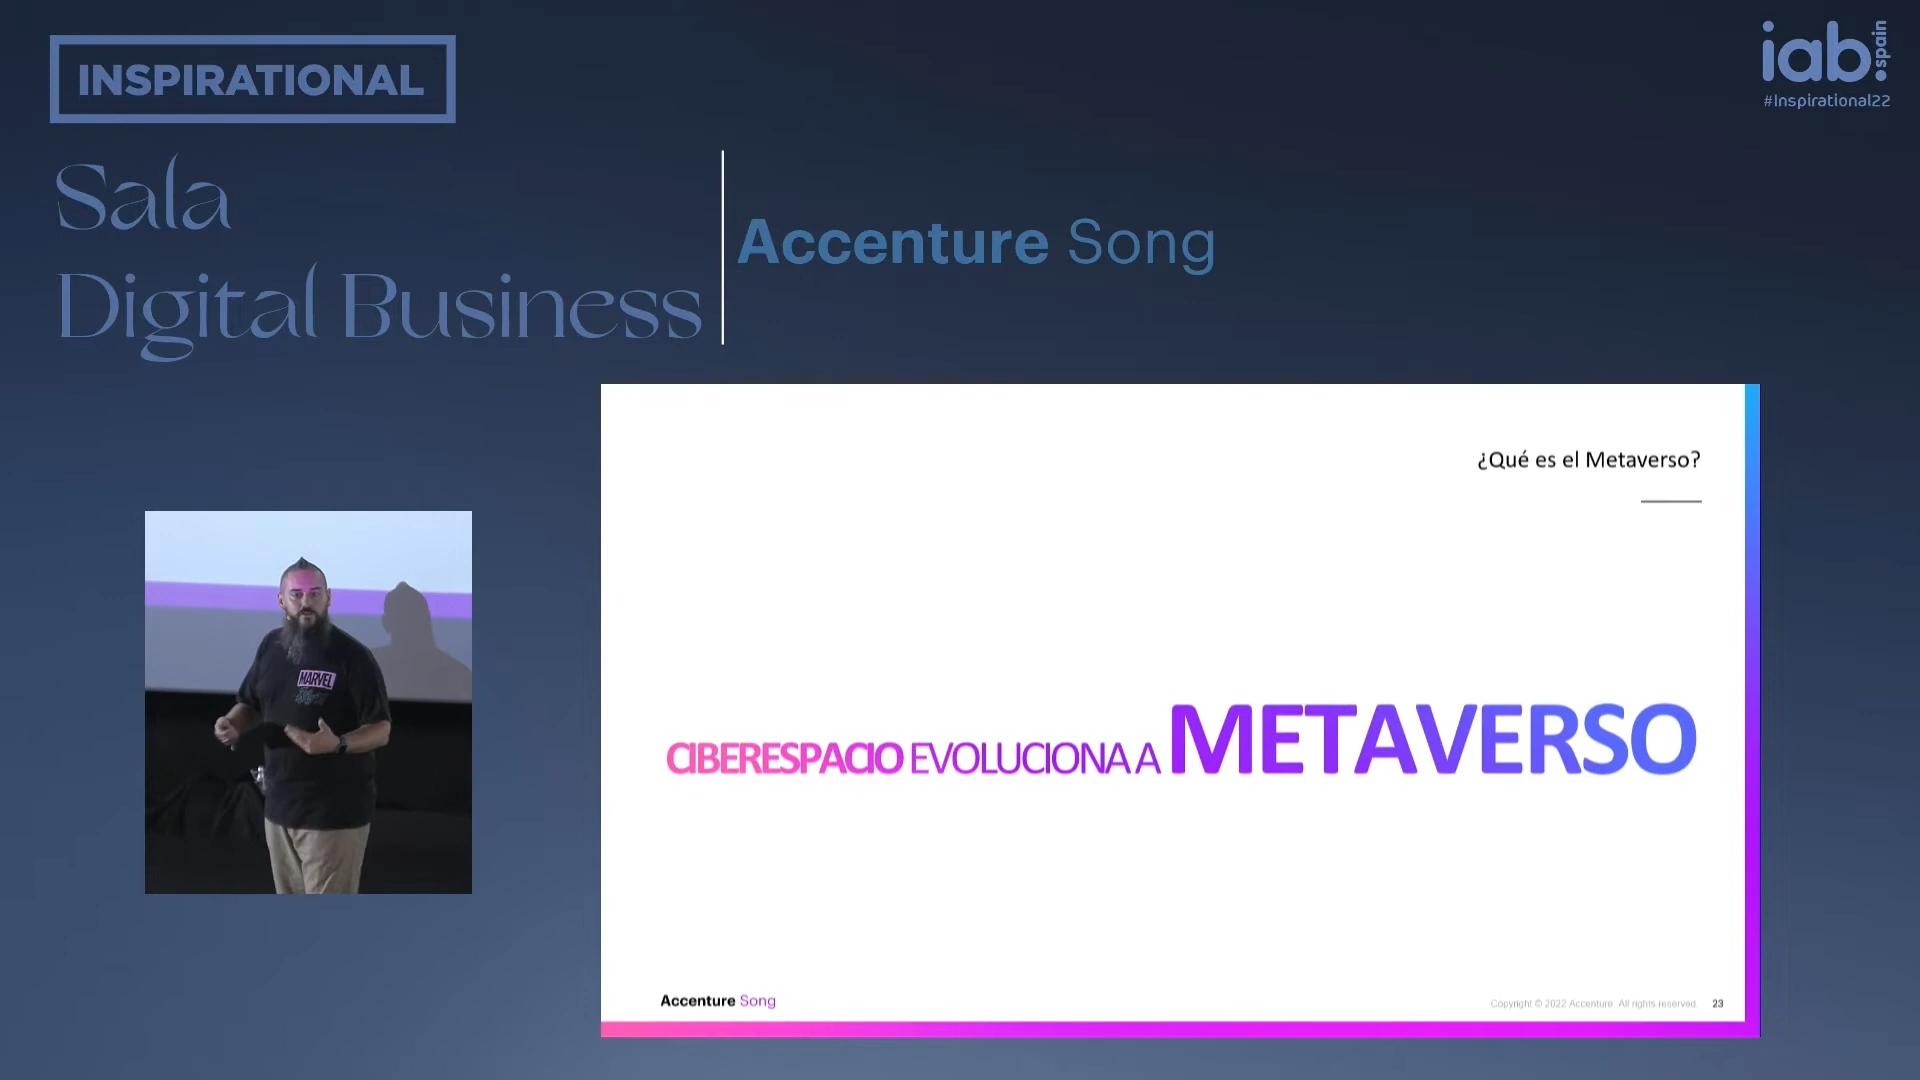 INSPIRATIONAL
iab.spain
#Inspirational22
Sala
Digital Business
Accenture Song
¿Qué es el Metaverso?
MARVEL
CIBERESPACIO EVOLUCIONA A METAVERSO
Accenture Song
Copyright © 2022 Accenture. All rights reserved. 23